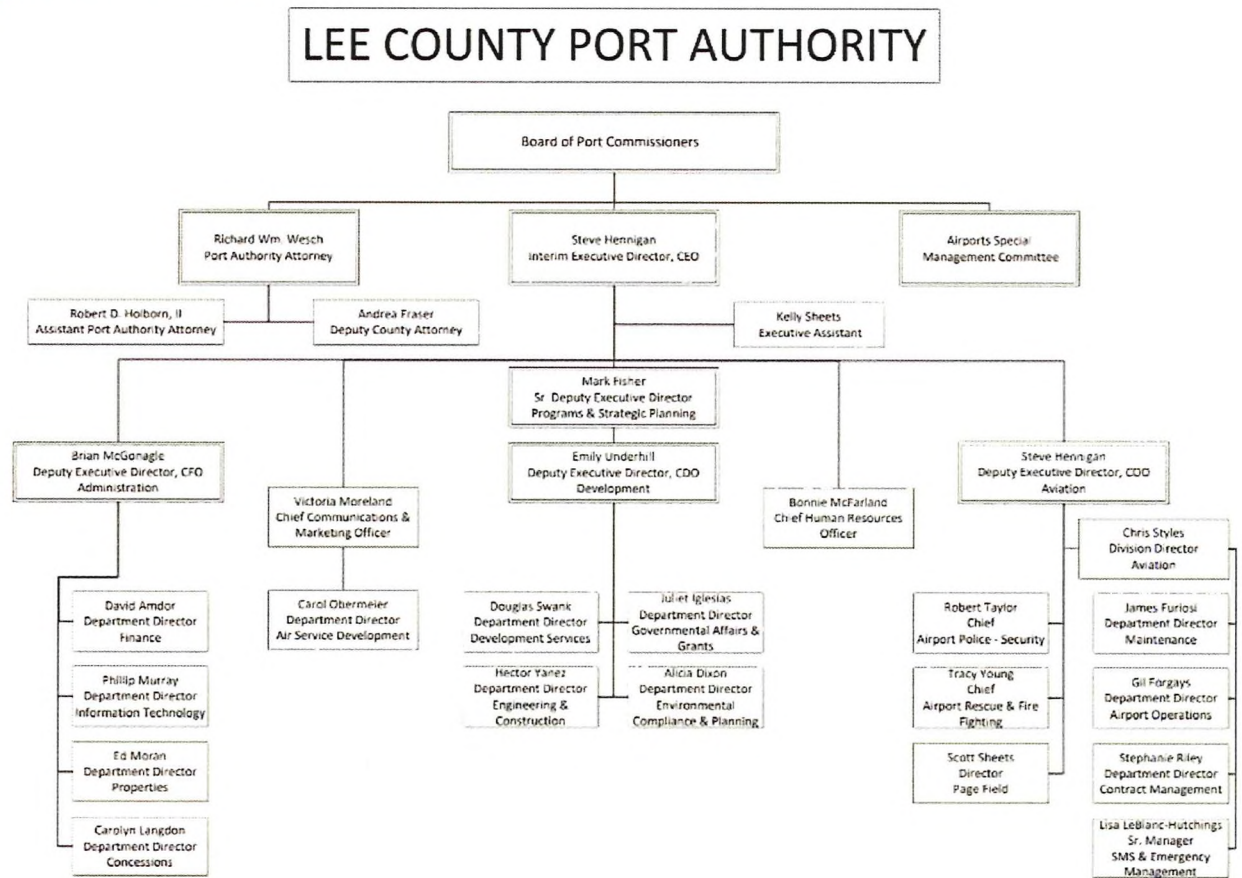 LEE COUNTY PORT AUTHORITY
Board of Port Commissioners
Richard Wm. Wesch
Port Authority Attorney
Steve Hennigan
Interim Executive Director, CEO
Airports Special
Management Committee
Robert D. Holborn, II
Assistant Port Authority Attorney
Andrea Fraser
Deputy County Attorney
Kelly Sheets
Executive Assistant
Mark Fisher
Sr. Deputy Executive Director
Programs & Strategic Planning
Brian McGonagle
Deputy Executive Director, CFO
Administration
Emily Underhill
Deputy Executive Director, CDO
Development
Steve Hennigan
Deputy Executive Director, COO
Aviation
Victoria Moreland
Chief Communications &
Marketing Officer
Bonnie McFarland
Chief Human Resources
Officer
Chris Styles
Division Director
Aviation
David Amdor
Department Director
Finance
Carol Obermeier
Department Director
Air Service Development
Douglas Swank
Department Director
Development Services
Juliet Iglesias
Department Director
Governmental Affairs &
Grants
Robert Taylor
Chief
Airport Police - Security
James Furiosi
Department Director
Maintenance
Phillip Murray
Department Director
Information Technology
Hector Yanez
Department Director
Engineering &
Construction
Alicia Dixon
Department Director
Environmental
Compliance & Planning
Tracy Young
Chief
Airport Rescue & Fire
Fighting
Gil Forgays
Department Director
Airport Operations
Ed Moran
Department Director
Properties
Scott Sheets
Director
Page Field
Stephanie Riley
Department Director
Contract Management
Carolyn Langdon
Department Director
Concessions
Lisa LeBlanc-Hutchings
Sr. Manager
SMS & Emergency
Management